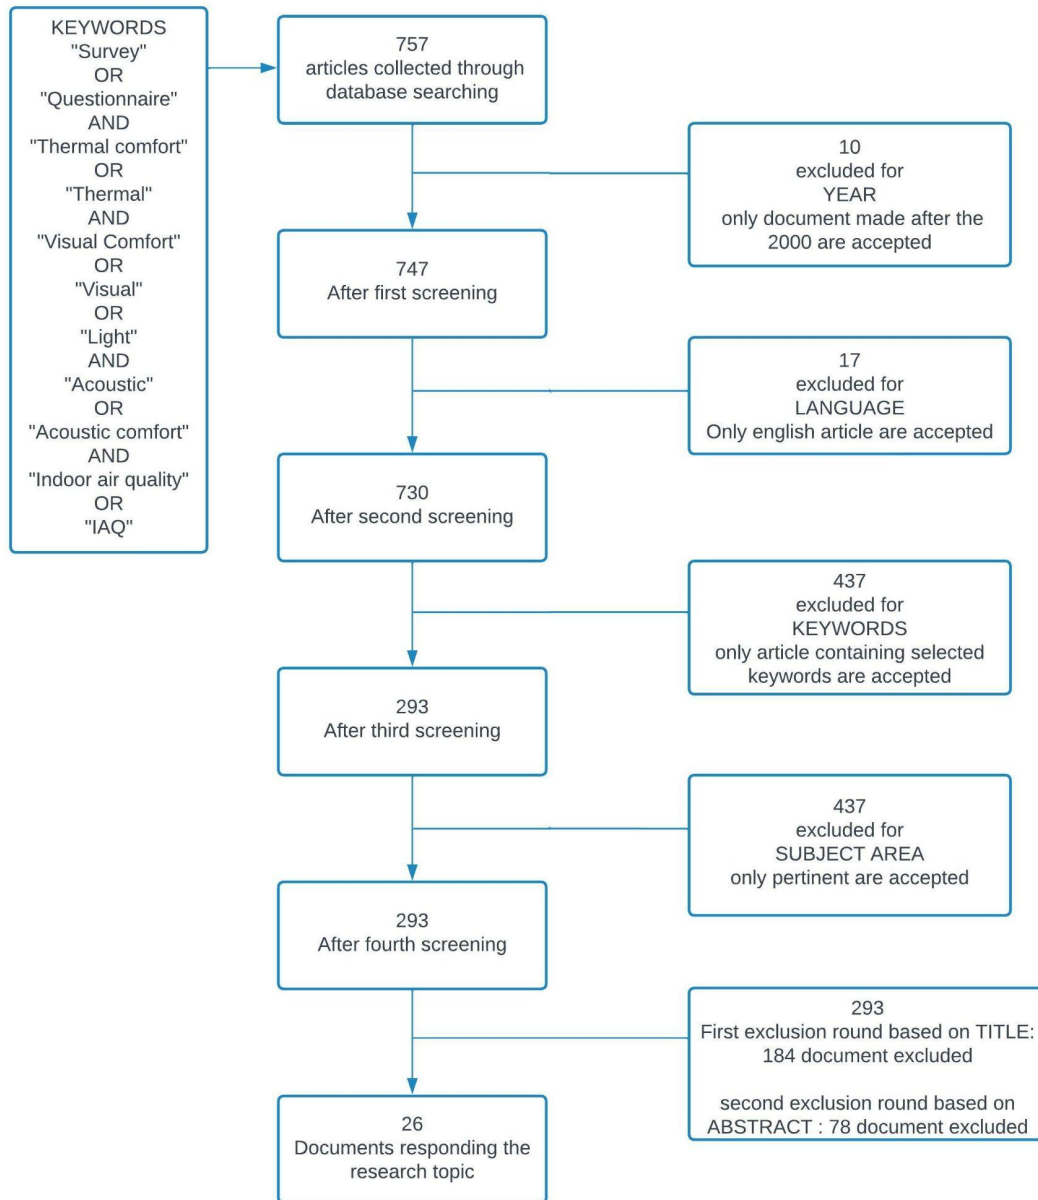 KEYWORDS
"Survey"
OR
"Questionnaire"
AND
"Thermal comfort"
OR
"Thermal"
AND
"Visual Comfort"
OR
"Visual"
OR
"Light"
AND
"Acoustic"
OR
"Acoustic comfort"
AND
"Indoor air quality"
OR
"IAQ"
757
articles collected through
database searching
10
excluded for
YEAR
only document made after the
2000 are accepted
747
After first screening
17
excluded for
LANGUAGE
Only english article are accepted
730
After second screening
437
excluded for
KEYWORDS
only article containing selected
keywords are accepted
293
After third screening
437
excluded for
SUBJECT AREA
only pertinent are accepted
293
After fourth screening
293
First exclusion round based on TITLE:
184 document excluded
second exclusion round based on
ABSTRACT : 78 document excluded
26
Documents responding the
research topic